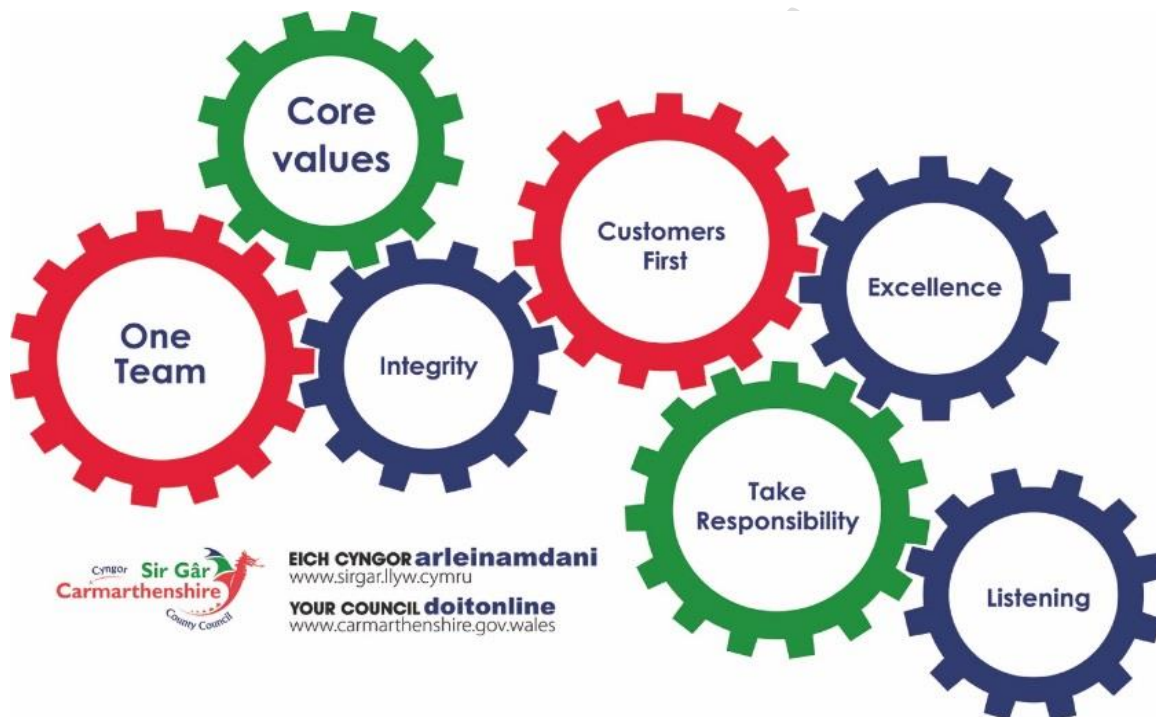 Core
values
One
Team
Integrity
Customers
First
Excellence
Take
Responsibility
Listening
Cyngor Sir Gâr
Carmarthenshire
County Council
EICH CYNGOR arleinamdani
www.sirgar.llyw.cymru
YOUR COUNCIL doitonline
www.carmarthenshire.gov.wales